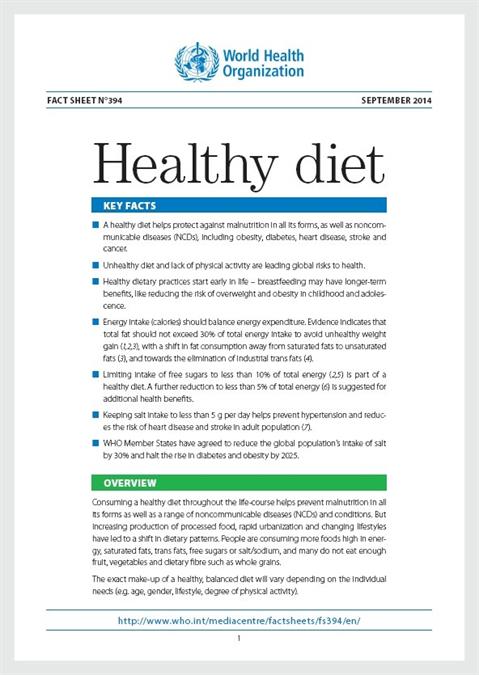 World Health
Organization
FACT SHEET N°394
SEPTEMBER 2014
Healthy diet
KEY FACTS
A healthy diet helps protect against malnutrition in all its forms, as well as noncom-
municable diseases (NCDs), including obesity, diabetes, heart disease, stroke and
cancer.
Unhealthy diet and lack of physical activity are leading global risks to health.
Healthy dietary practices start early in life – breastfeeding may have longer-term
benefits, like reducing the risk of overweight and obesity in childhood and adoles-
cence.
Energy intake (calories) should balance energy expenditure. Evidence indicates that
total fat should not exceed 30% of total energy intake to avoid unhealthy weight
gain (1,2,3), with a shift in fat consumption away from saturated fats to unsaturated
fats (3), and towards the elimination of industrial trans fats (4).
Limiting intake of free sugars to less than 10% of total energy (2,5) is part of a
healthy diet. A further reduction to less than 5% of total energy (6) is suggested for
additional health benefits.
Keeping salt intake to less than 5 g per day helps prevent hypertension and reduc-
es the risk of heart disease and stroke in adult population (7).
WHO Member States have agreed to reduce the global population's intake of salt
by 30% and halt the rise in diabetes and obesity by 2025.
OVERVIEW
Consuming a healthy diet throughout the life-course helps prevent malnutrition in all
its forms as well as a range of noncommunicable diseases (NCDs) and conditions. But
increasing production of processed food, rapid urbanization and changing lifestyles
have led to a shift in dietary patterns. People are consuming more foods high in ener-
gy, saturated fats, trans fats, free sugars or salt/sodium, and many do not eat enough
fruit, vegetables and dietary fibre such as whole grains.
The exact make-up of a healthy, balanced diet will vary depending on the individual
needs (e.g. age, gender, lifestyle, degree of physical activity).
http://www.who.int/mediacentre/factsheets/fs394/en/
1